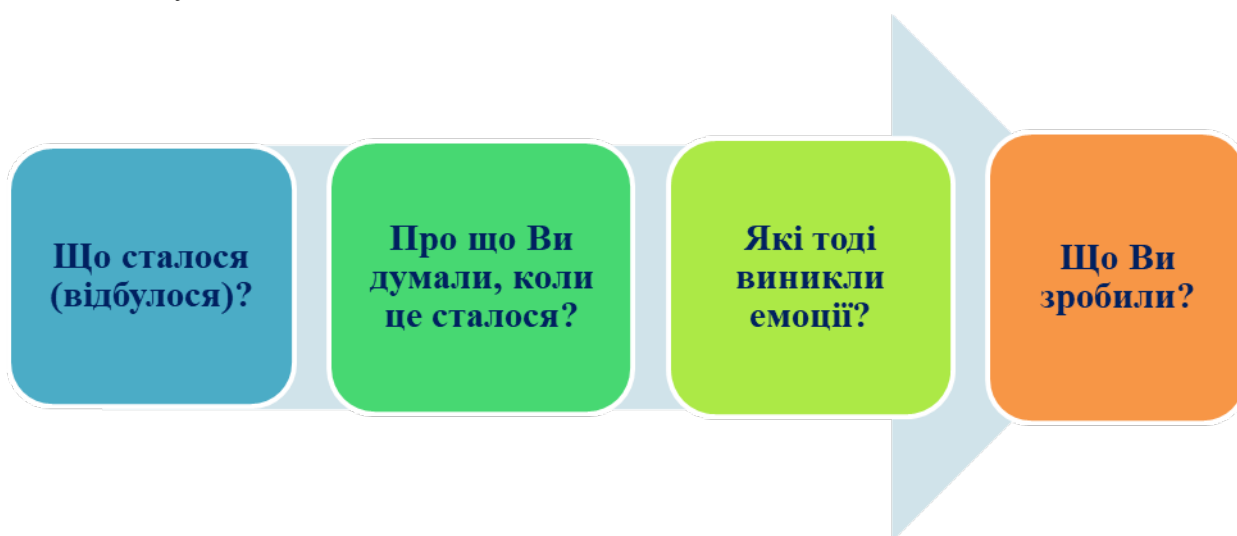 Що сталося
(відбулося)?
Про що Ви
думали, коли
це сталося?
Які тоді
виникли
емоції?
Що Ви
зробили?